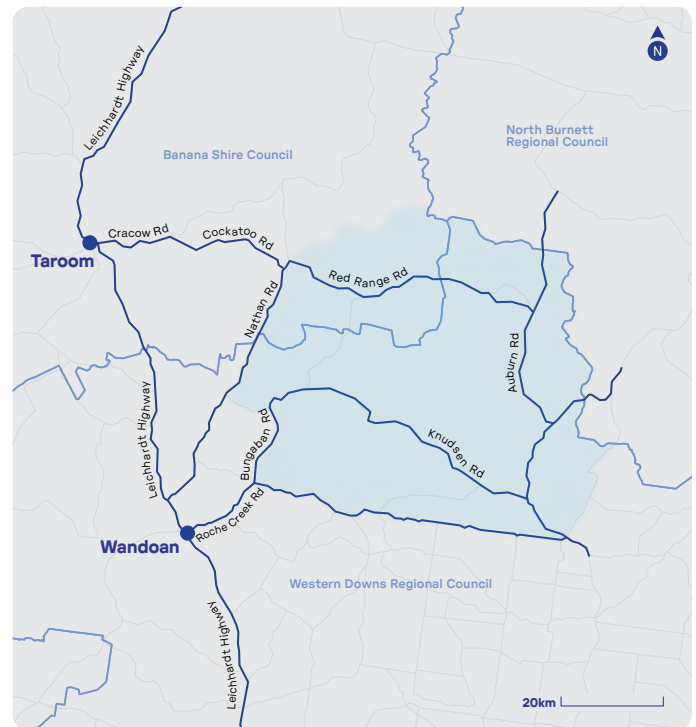 N
Leichhardt Highway
Banana Shire Council
North Burnett
Regional Council
Cracow Rd
Cockatoo Rd
Taroom
Red Range Rd
Nathan Rd
Auburn Rd
Leichhardt Highway
Bungaban Rd
Knudsen Rd
Roche Creek Rd
Wandoan
Western Downs Regional Council
Leichhardt Highway
20km